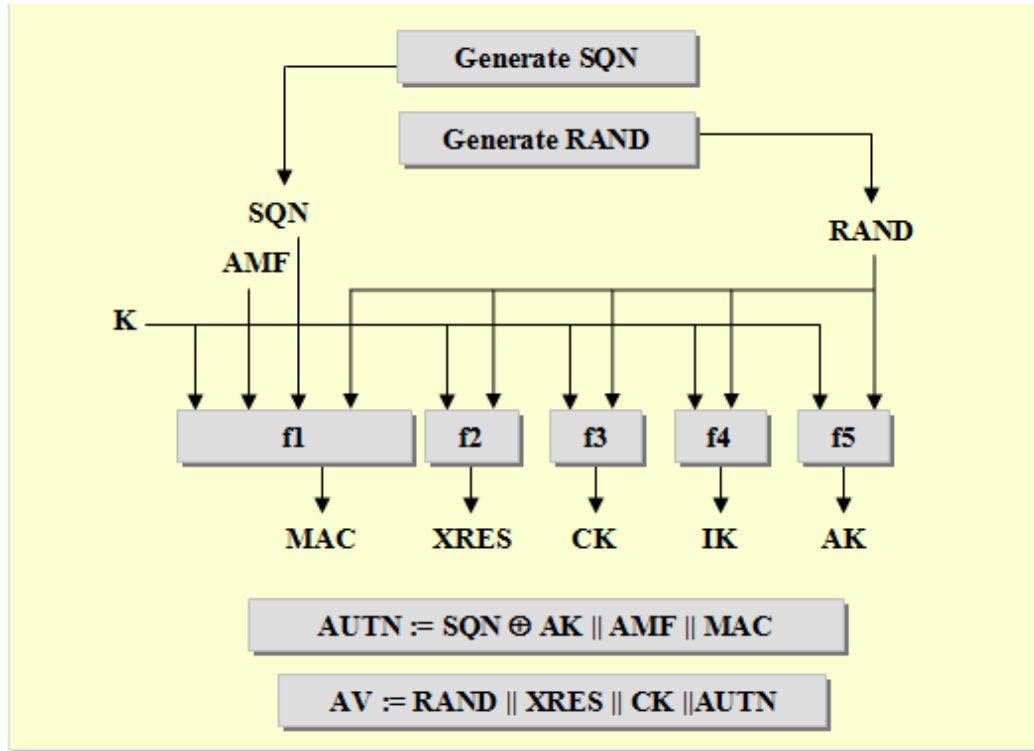 Generate SQN
Generate RAND
SQN
RAND
AMF
K
f1 f2 f3 f4 f5
MAC XRES CK IK AK
AUTN := SQN ⊕ AK || AMF || MAC
AV := RAND || XRES || CK ||AUTN